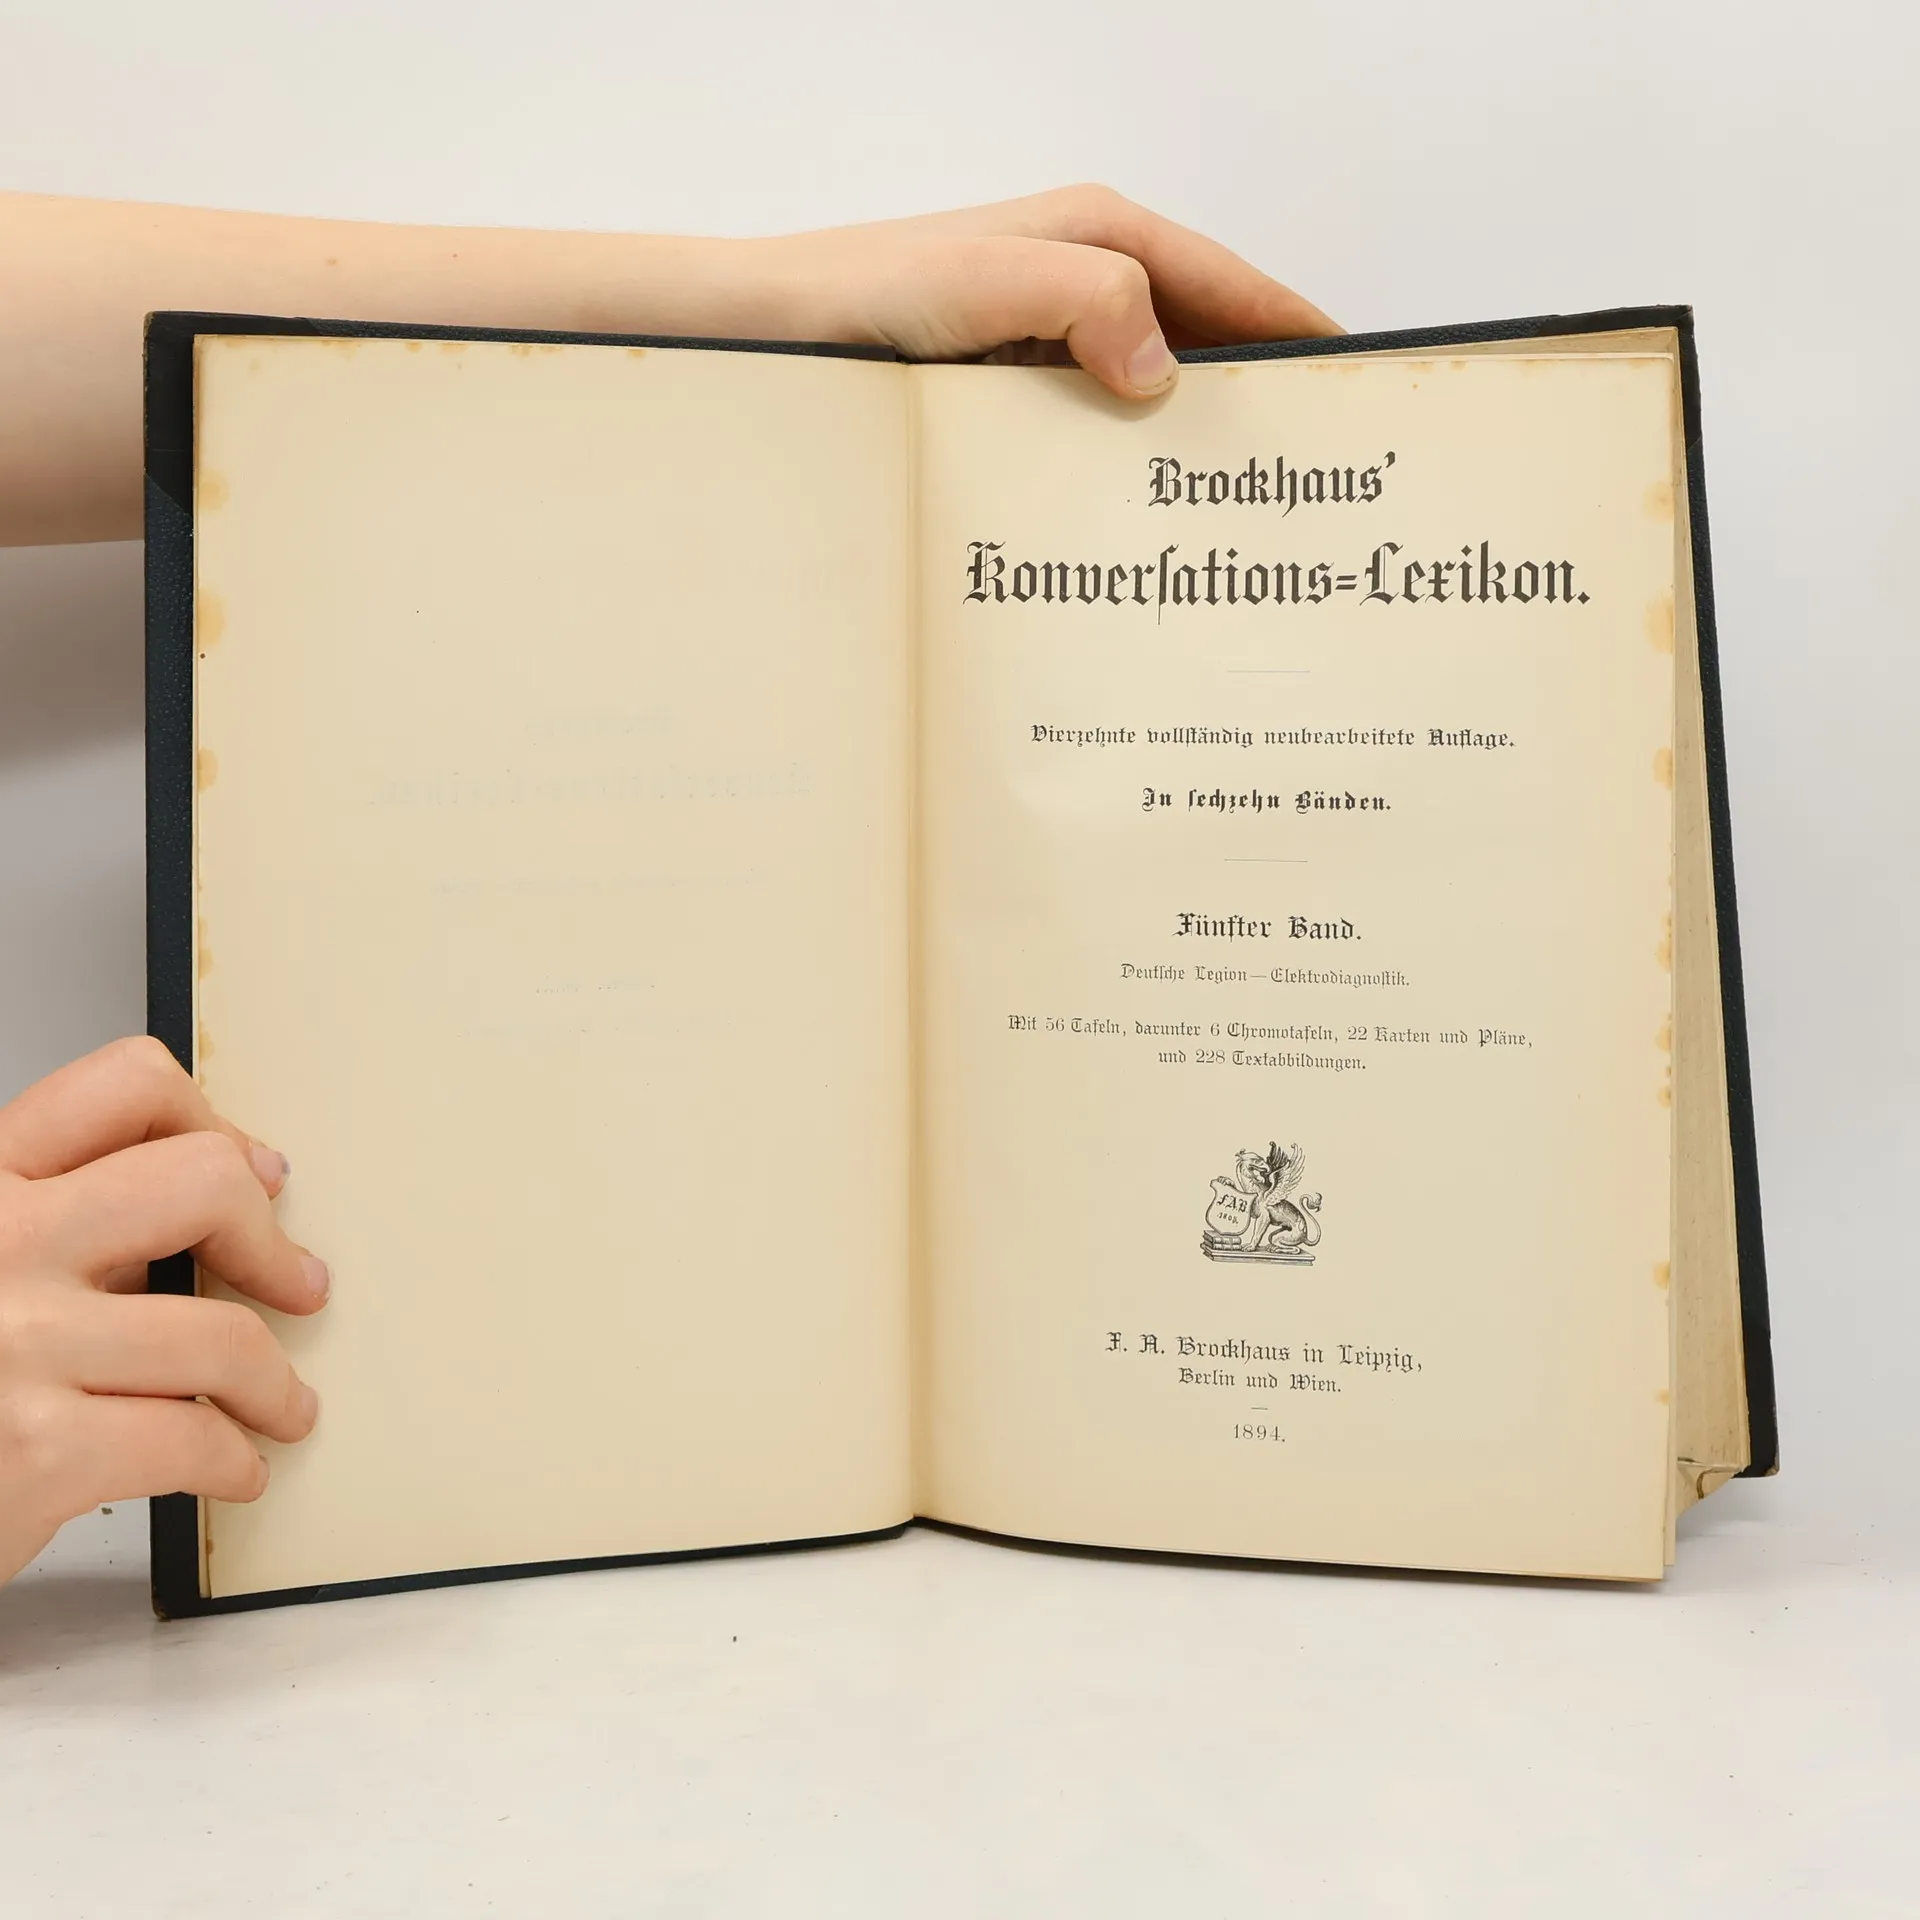 Brockhaus’
Konverſations=Lexikon.
Vierzehnte vollſtändig neubearbeitete Auflage.
In ſechzehn Bänden.
Fünfter Band.
Deutſche Legion — Elektrodiagnoſtik.
Mit 56 Tafeln, darunter 6 Chromotafeln, 22 Karten und Pläne,
und 228 Textabbildungen.
F.A.B.
1805.
F. A. Brockhaus in Leipzig,
Berlin und Wien.
1894.